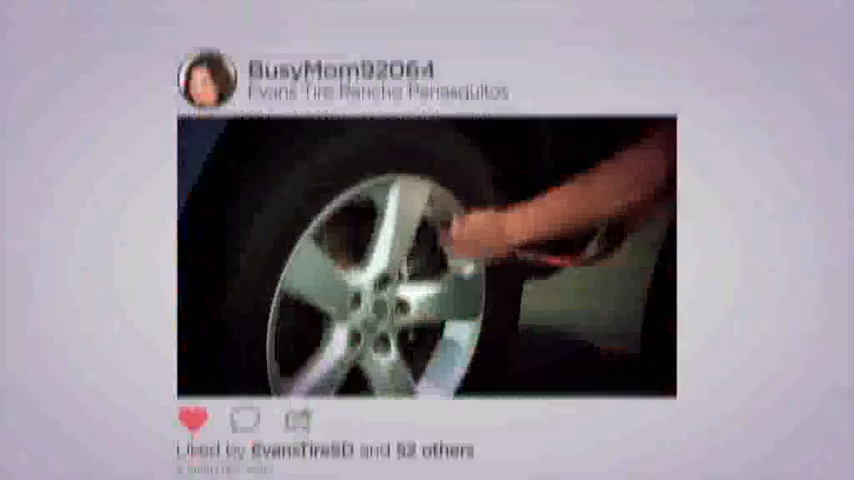 BusyMom92064
Evans Tire Rancho Penasquitos
Liked by EvansTireSD and 52 others